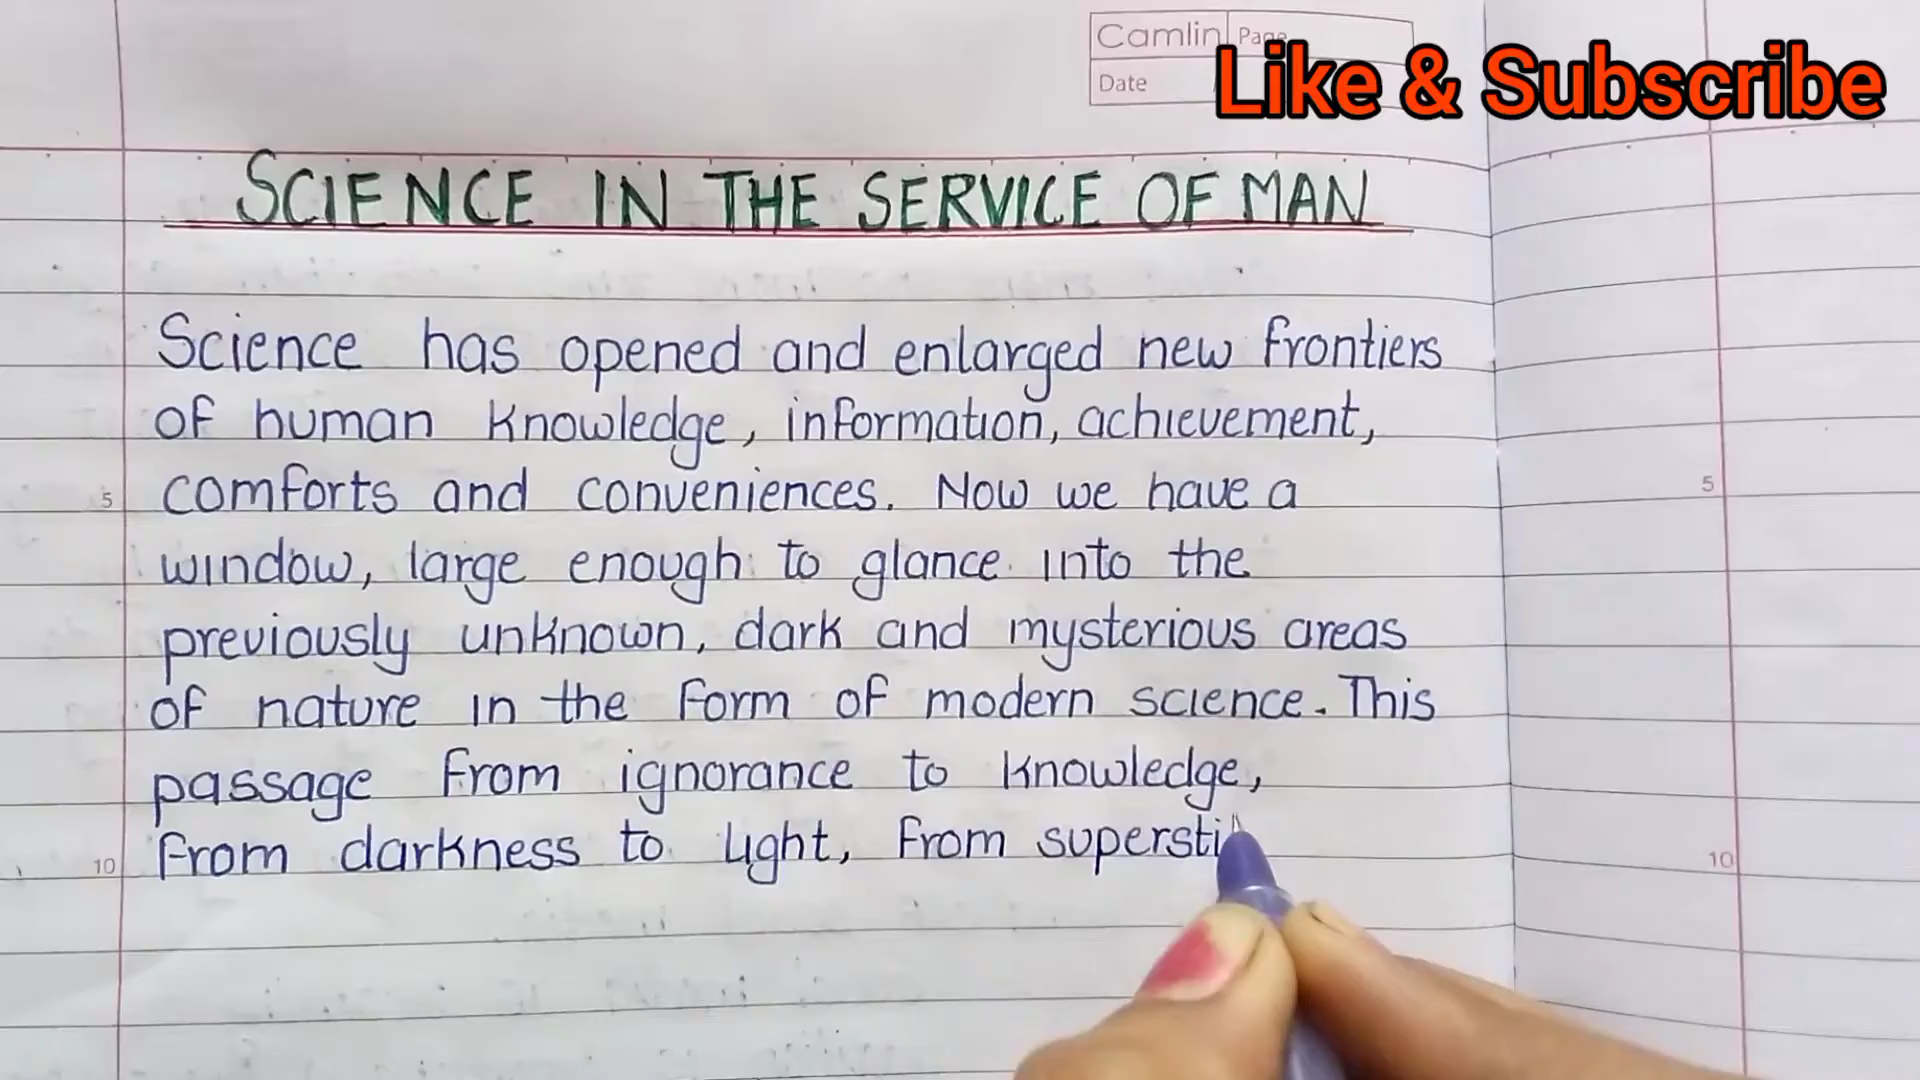 Camlin Page
Date
Like & Subscribe
SCIENCE IN THE SERVICE OF MAN
Science has opened and enlarged new frontiers
of human knowledge, information, achievement,
5 comforts and conveniences. Now we have a
window, large enough to glance into the
previously unknown, dark and mysterious areas
of nature in the form of modern science. This
passage from ignorance to knowledge,
10 from darkness to light, from supersti
5
10